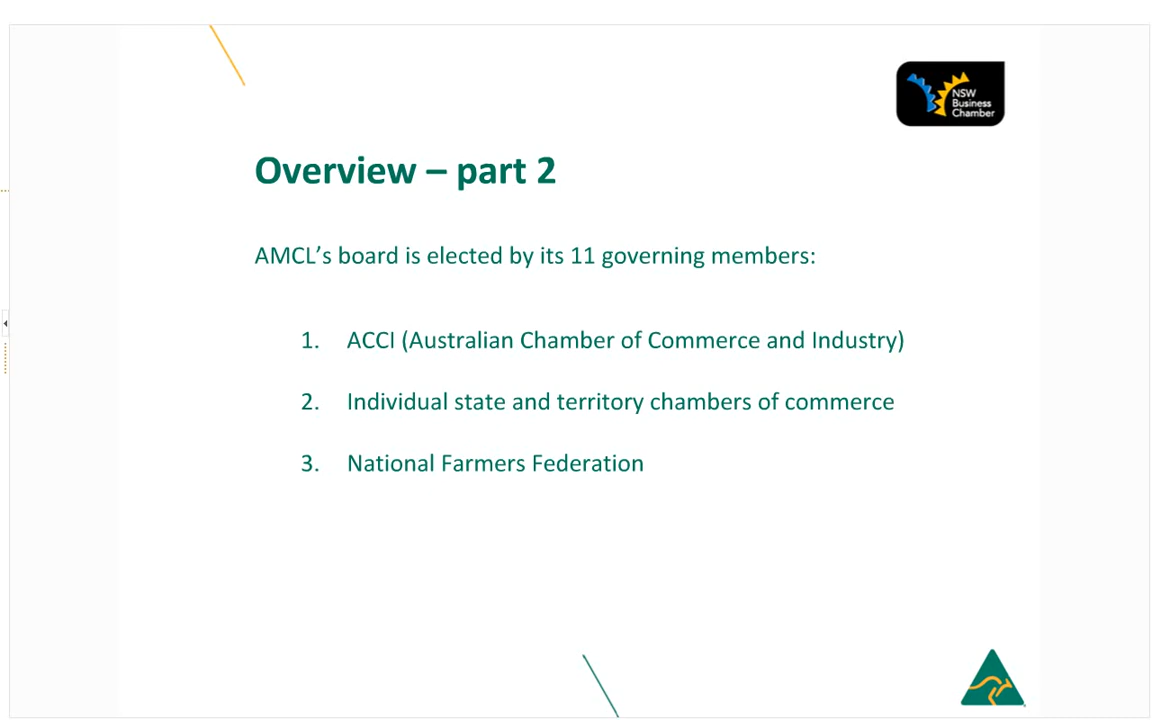 NSW
Business
Chamber
Overview – part 2
AMCL’s board is elected by its 11 governing members:
1. ACCI (Australian Chamber of Commerce and Industry)
2. Individual state and territory chambers of commerce
3. National Farmers Federation